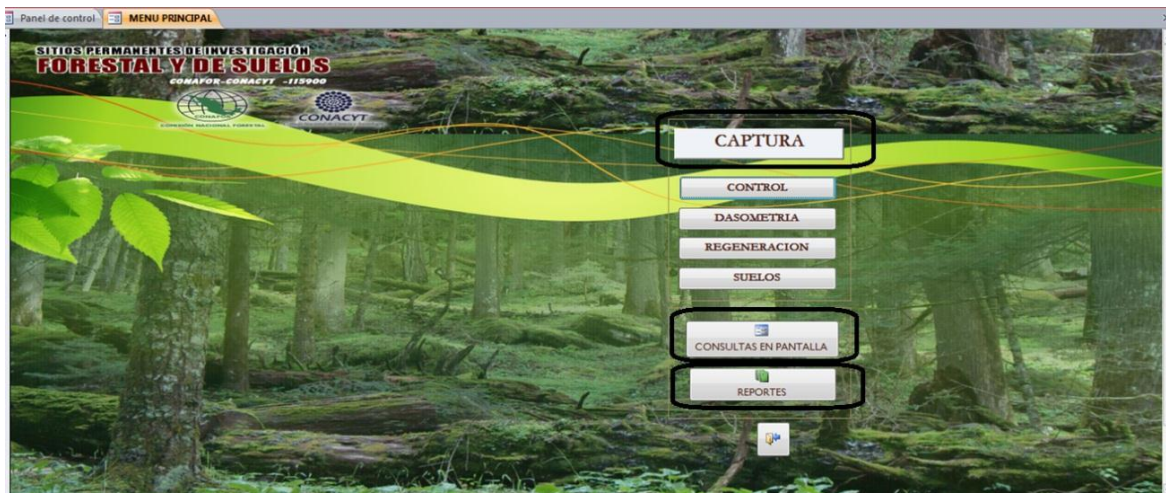 Panel de control
MENU PRINCIPAL
SITIOS PERMANENTES DE INVESTIGACIÓN
FORESTAL Y DE SUELOS
CONAFOR-CONACYT -115900
CONAFOR
CONACYT
COMISIÓN NACIONAL FORESTAL
CAPTURA
CONTROL
DASOMETRIA
REGENERACION
SUELOS
CONSULTAS EN PANTALLA
REPORTES